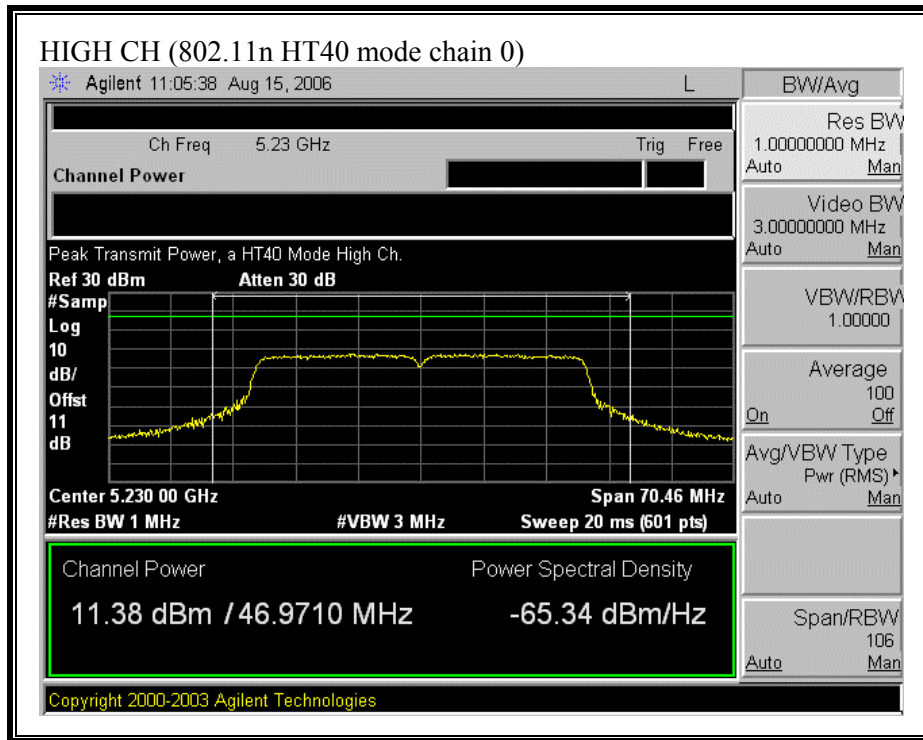 HIGH CH (802.11n HT40 mode chain 0)
Agilent 11:05:38 Aug 15, 2006 L
BW/Avg
Ch Freq 5.23 GHz Trig Free
Channel Power
Peak Transmit Power, a HT40 Mode High Ch.
Ref 30 dBm Atten 30 dB
#Samp
Log
10
dB/
Offst
11
dB
Center 5.230 00 GHz Span 70.46 MHz
#Res BW 1 MHz #VBW 3 MHz Sweep 20 ms (601 pts)
Channel Power Power Spectral Density
11.38 dBm / 46.9710 MHz -65.34 dBm/Hz
Copyright 2000-2003 Agilent Technologies
Res BW
1.00000000 MHz
Auto Man
Video BW
3.00000000 MHz
Auto Man
VBW/RBW
1.00000
Average
100
On Off
Avg/VBW Type
Pwr (RMS)
Auto Man
Span/RBW
106
Auto Man